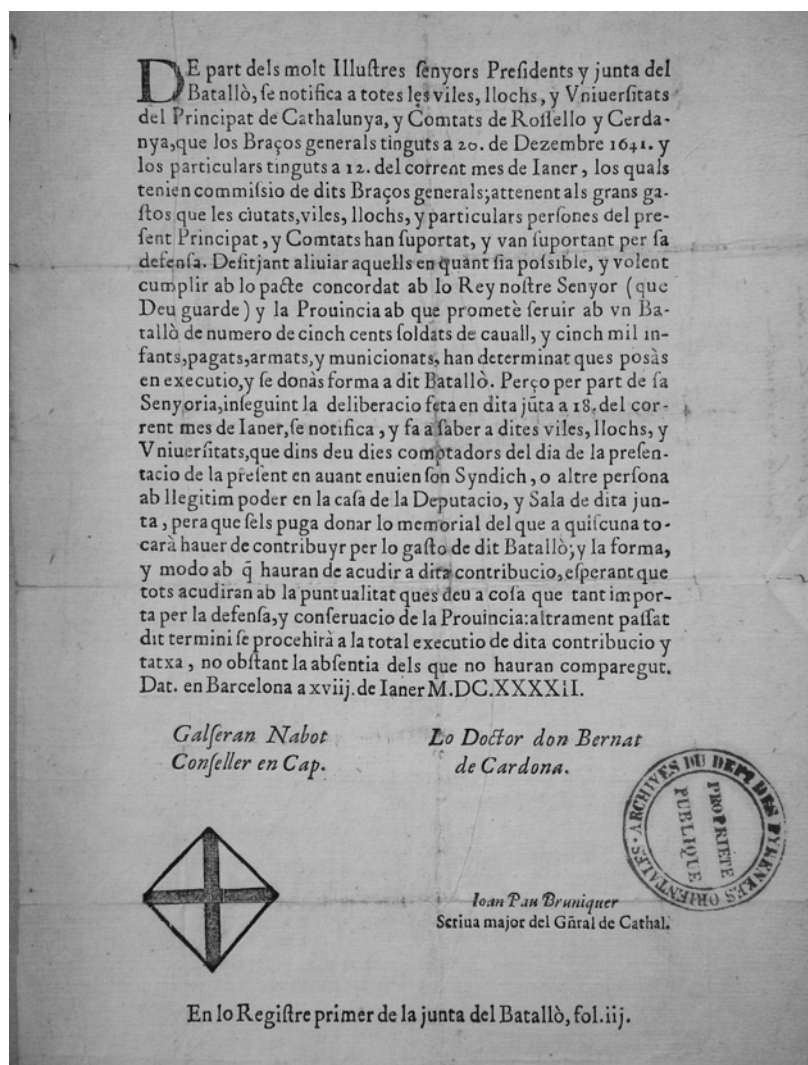 DE part dels molt Illuſtres ſenyors Preſidents y junta del
Batallò, ſe notifica a totes les viles, llochs, y Vniuerſitats
del Principat de Cathalunya, y Comtats de Roſſello y Cerda-
nya, que los Braços generals tinguts a 20. de Dezembre 1641. y
los particulars tinguts a 12. del corrent mes de Ianer, los quals
tenien commiſsio de dits Braços generals; attenent als grans ga-
ſtos que les ciutats, viles, llochs, y particulars perſones del pre-
ſent Principat, y Comtats han ſuportat, y van ſuportant per ſa
defenſa. Deſitjant aliuiar aquells en quant ſia poſsible, y volent
cumplir ab lo pacte concordat ab lo Rey noſtre Senyor (que
Deu guarde) y la Prouincia ab que prometè ſeruir ab vn Ba-
tallò de numero de cinch cents ſoldats de cauall, y cinch mil in-
fants, pagats, armats, y municionats, han determinat ques posàs
en executio, y ſe donàs forma a dit Batallò. Perço per part de ſa
Senyoria, inſeguint la deliberacio feta en dita jũta a 18. del cor-
rent mes de Ianer, ſe notifica, y fa a ſaber a dites viles, llochs, y
Vniuerſitats, que dins deu dies comptadors del dia de la preſen-
tacio de la preſent en auant enuien ſon Syndich, o altre perſona
ab llegitim poder en la caſa de la Deputacio, y Sala de dita jun-
ta, pera que ſels puga donar lo memorial del que a quiſcuna to-
carà hauer de contribuyr per lo gaſto de dit Batallò; y la forma,
y modo ab q̃ hauran de acudir a dita contribucio, eſperant que
tots acudiran ab la puntualitat ques deu a coſa que tant impor-
ta per la defenſa, y conſeruacio de la Prouincia: altrament paſſat
dit termini ſe procehirà a la total executio de dita contribucio y
tatxa, no obſtant la abſentia dels que no hauran comparegut.
Dat. en Barcelona a xviij. de Ianer M.DC.XXXXII.
Galſeran Nabot
Conſeller en Cap.
Lo Doctor don Bernat
de Cardona.
ARCHIVES DU DEPT DES PYRENEES ORIENTALES
PROPRIÉTE
PUBLIQUE
Ioan Pau Bruniquer
Scriua major del Gñral de Cathal.
En lo Regiſtre primer de la junta del Batallò, fol. iij.